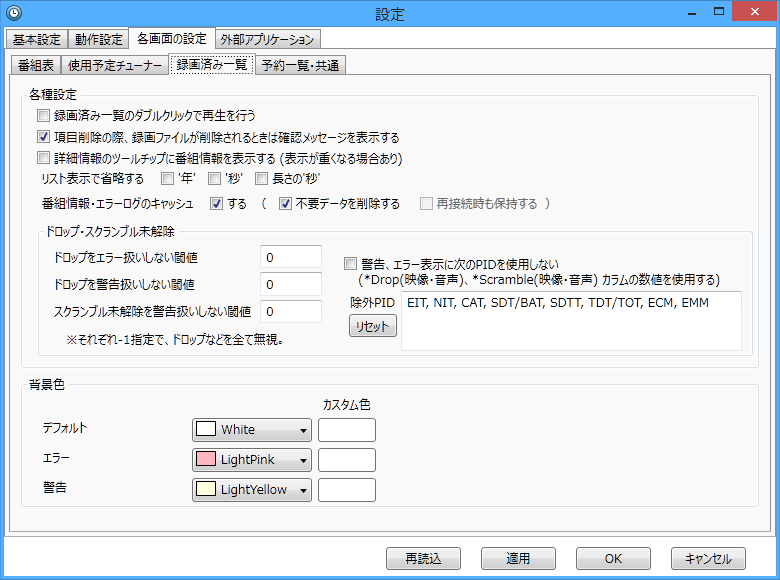 設定
基本設定 動作設定 各画面の設定 外部アプリケーション
番組表 使用予定チューナー 録画済み一覧 予約一覧・共通
各種設定
録画済み一覧のダブルクリックで再生を行う
項目削除の際、録画ファイルが削除されるときは確認メッセージを表示する
詳細情報のツールチップに番組情報を表示する (表示が重くなる場合あり)
リスト表示で省略する '年' '秒' 長さの'秒'
番組情報・エラーログのキャッシュ する ( 不要データを削除する 再接続時も保持する )
ドロップ・スクランブル未解除
ドロップをエラー扱いしない閾値 0
ドロップを警告扱いしない閾値 0
スクランブル未解除を警告扱いしない閾値 0
※それぞれ-1指定で、ドロップなどを全て無視。
警告、エラー表示に次のPIDを使用しない
(*Drop(映像・音声)、*Scramble(映像・音声) カラムの数値を使用する)
除外PID EIT, NIT, CAT, SDT/BAT, SDTT, TDT/TOT, ECM, EMM
リセット
背景色
カスタム色
デフォルト White
エラー LightPink
警告 LightYellow
再読込 適用 OK キャンセル